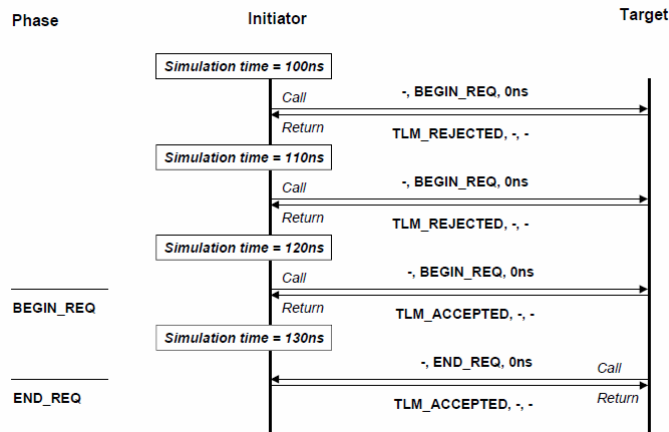 Phase Initiator Target
Simulation time = 100ns
Call -, BEGIN_REQ, 0ns
Return TLM_REJECTED, -, -
Simulation time = 110ns
Call -, BEGIN_REQ, 0ns
Return TLM_REJECTED, -, -
Simulation time = 120ns
Call -, BEGIN_REQ, 0ns
BEGIN_REQ Return TLM_ACCEPTED, -, -
Simulation time = 130ns
-, END_REQ, 0ns Call
END_REQ TLM_ACCEPTED, -, - Return